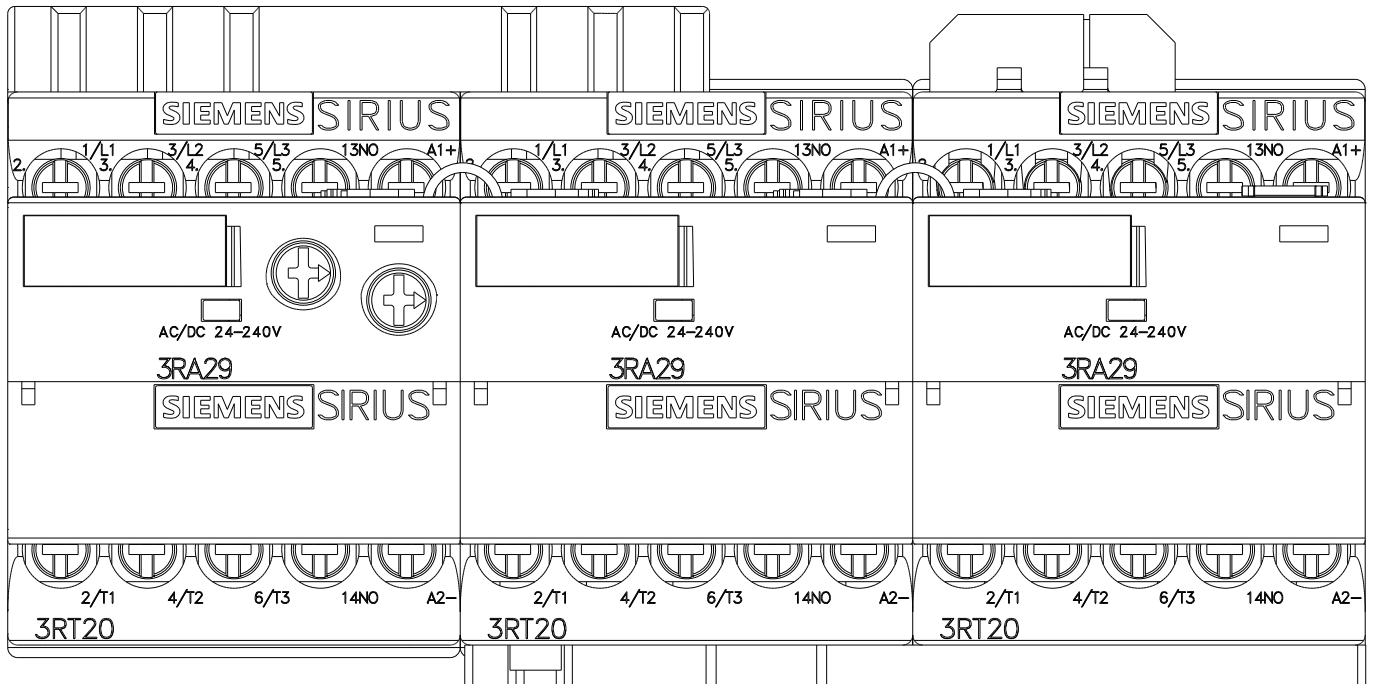 SIEMENS SIRIUS SIEMENS SIRIUS SIEMENS SIRIUS
1/L1 3/L2 5/L3 13NO A1+ 1/L1 3/L2 5/L3 13NO A1+ 1/L1 3/L2 5/L3 13NO A1+
2. 3. 4. 5. 3. 4. 5. 3. 4. 5.
AC/DC 24-240V AC/DC 24-240V AC/DC 24-240V
3RA29 3RA29 3RA29
SIEMENS SIRIUS SIEMENS SIRIUS SIEMENS SIRIUS
2/T1 4/T2 6/T3 14NO A2- 2/T1 4/T2 6/T3 14NO A2- 2/T1 4/T2 6/T3 14NO A2-
3RT20 3RT20 3RT20